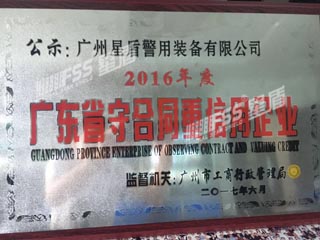 公示:广州星盾警用装备有限公司
FSS 星盾
2016年度
广东省守合同重信用企业
GUANGDONG PROVINCE ENTERPRISE OF OBSERVING CONTRACT AND VALUING CREDIT
监督机关:广州市工商行政管理局
二〇一七年六月